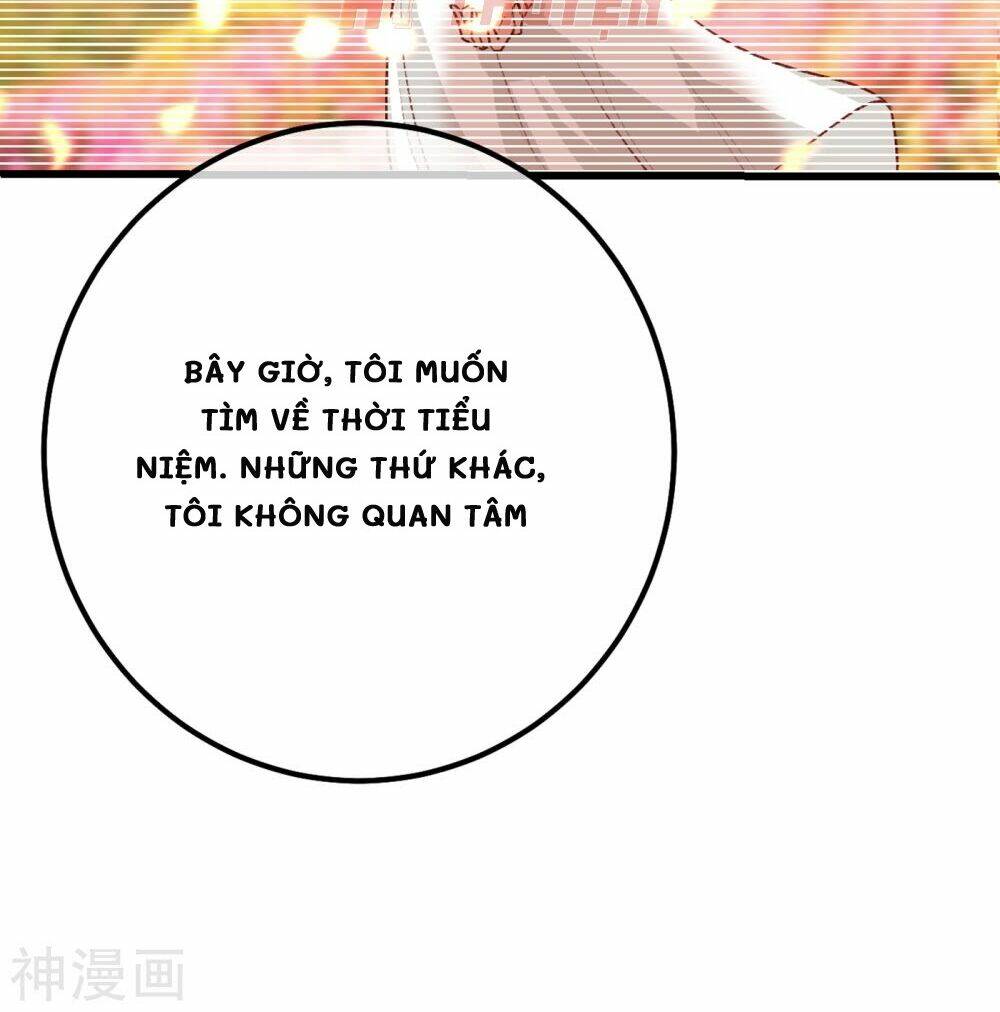 BÂY GIỜ, TÔI MUỐN
TÌM VỀ THỜI TIỂU
NIỆM. NHỮNG THỨ KHÁC,
TÔI KHÔNG QUAN TÂM
神漫画